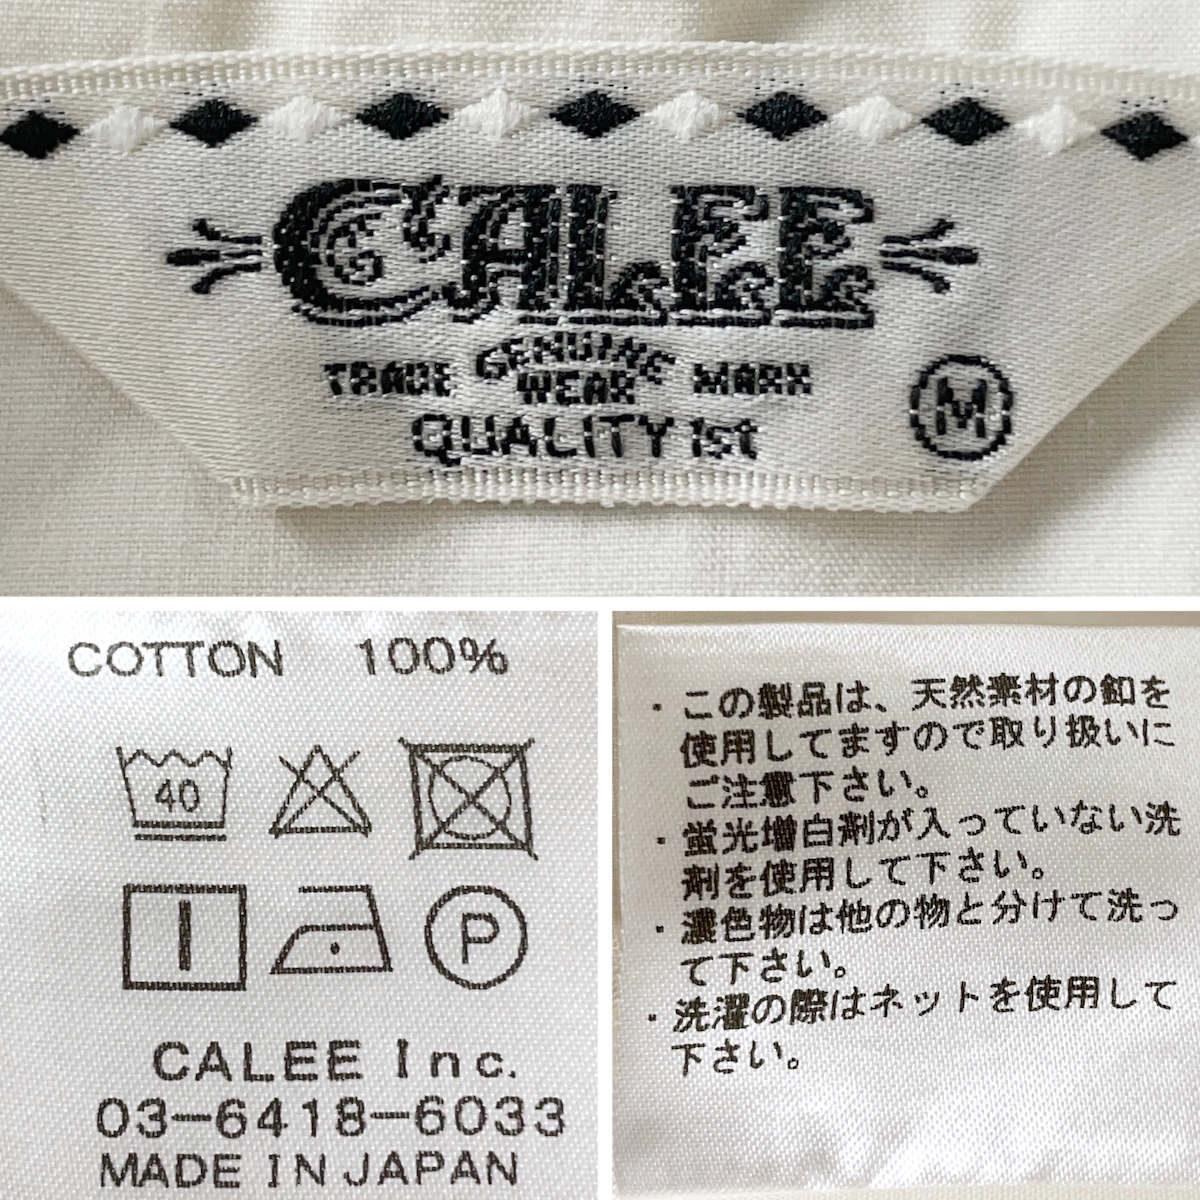 CALEE
TRADE GENUINE WEAR MARK
QUALITY 1st
M
COTTON 100%
40
P
CALEE Inc.
03-6418-6033
MADE IN JAPAN
・この製品は、天然素材の釦を
使用してますので取り扱いに
ご注意下さい。
・蛍光増白剤が入っていない洗
剤を使用して下さい。
・濃色物は他の物と分けて洗っ
て下さい。
・洗濯の際はネットを使用して
下さい。